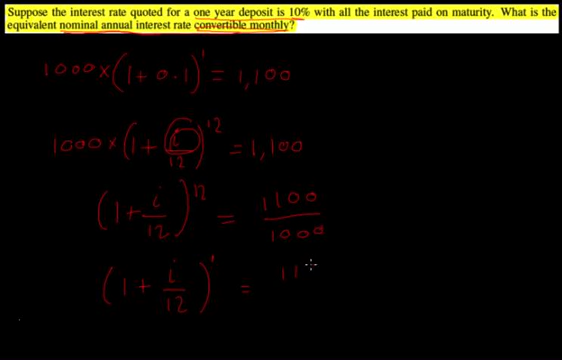 Suppose the interest rate quoted for a one year deposit is 10% with all the interest paid on maturity. What is the
equivalent nominal annual interest rate convertible monthly?
1000×(1+0.1)^1 = 1,100
1000×(1+i/12)^12 = 1,100
(1+i/12)^12 = 1100/1000
(1+i/12)^1 = 11